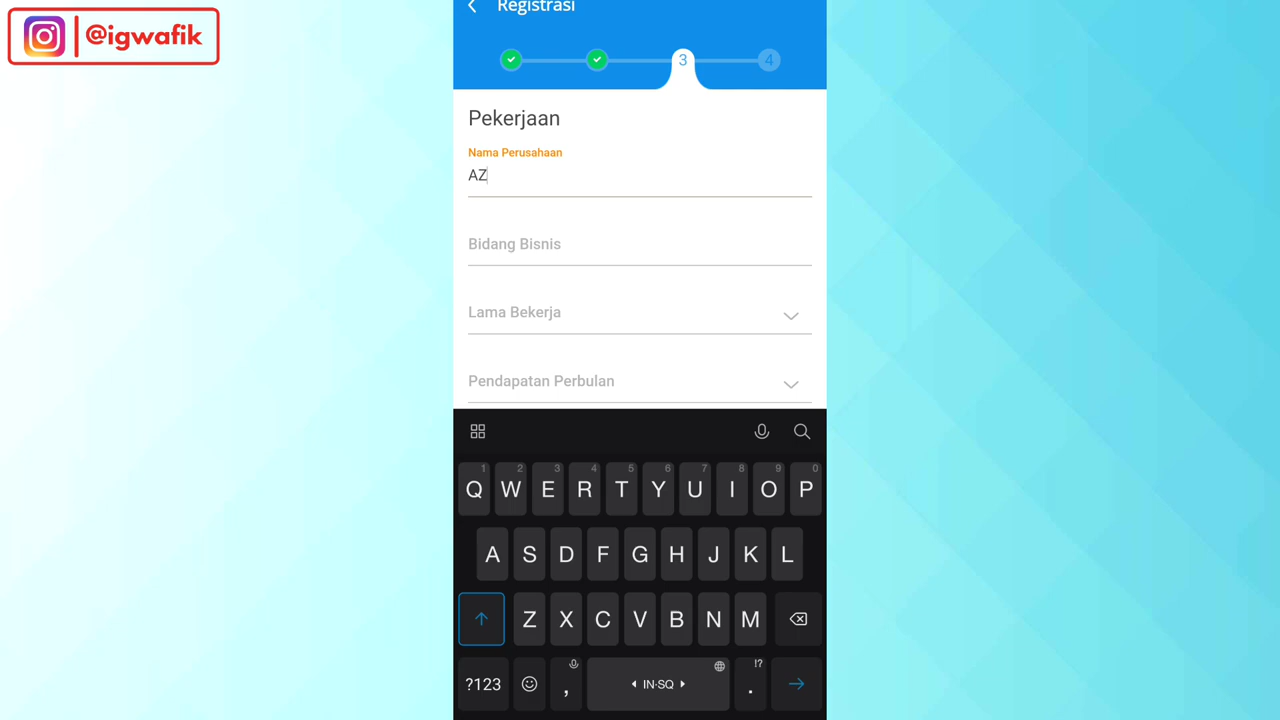 @igwafik
Registrasi
3
4
Pekerjaan
Nama Perusahaan
AZ
Bidang Bisnis
Lama Bekerja
Pendapatan Perbulan
1 2 3 4 5 6 7 8 9 0
Q W E R T Y U I O P
A S D F G H J K L
Z X C V B N M
!?
?123 , IN·SQ .